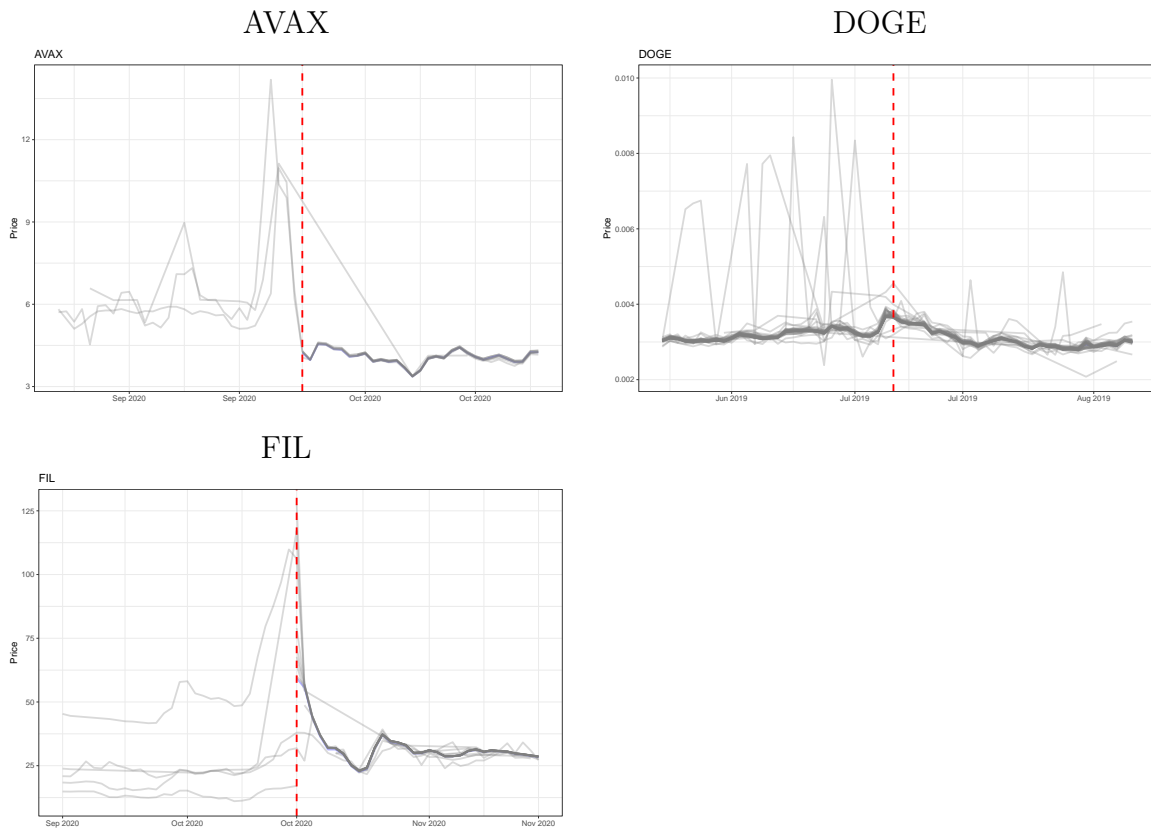 AVAX
AVAX
Price
12
9
6
3
Sep 2020
Sep 2020
Oct 2020
Oct 2020
DOGE
DOGE
Price
0.010
0.008
0.006
0.004
0.002
Jun 2019
Jul 2019
Jul 2019
Aug 2019
FIL
FIL
Price
125
100
75
50
25
Sep 2020
Oct 2020
Oct 2020
Nov 2020
Nov 2020